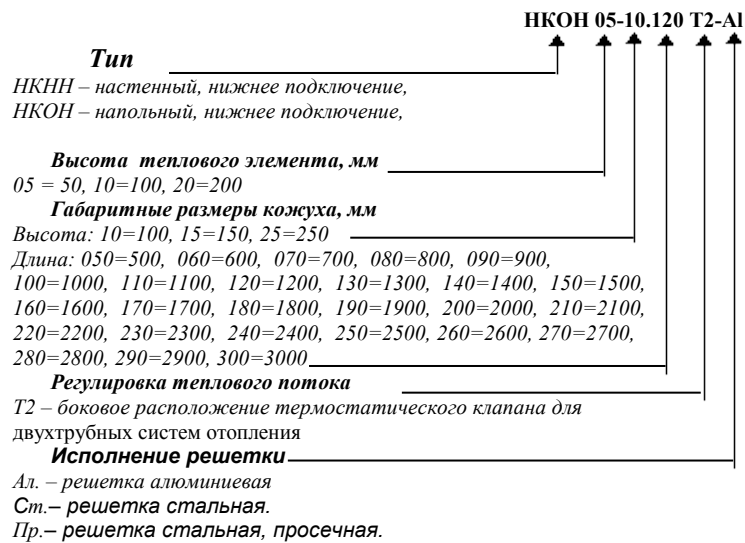 НКОН 05-10.120 Т2-Al
Тип
НКНН – настенный, нижнее подключение,
НКОН – напольный, нижнее подключение,
Высота теплового элемента, мм
05 = 50, 10=100, 20=200
Габаритные размеры кожуха, мм
Высота: 10=100, 15=150, 25=250
Длина: 050=500, 060=600, 070=700, 080=800, 090=900,
100=1000, 110=1100, 120=1200, 130=1300, 140=1400, 150=1500,
160=1600, 170=1700, 180=1800, 190=1900, 200=2000, 210=2100,
220=2200, 230=2300, 240=2400, 250=2500, 260=2600, 270=2700,
280=2800, 290=2900, 300=3000
Регулировка теплового потока
Т2 – боковое расположение термостатического клапана для
двухтрубных систем отопления
Исполнение решетки
Ал. – решетка алюминиевая
Ст.– решетка стальная.
Пр.– решетка стальная, просечная.